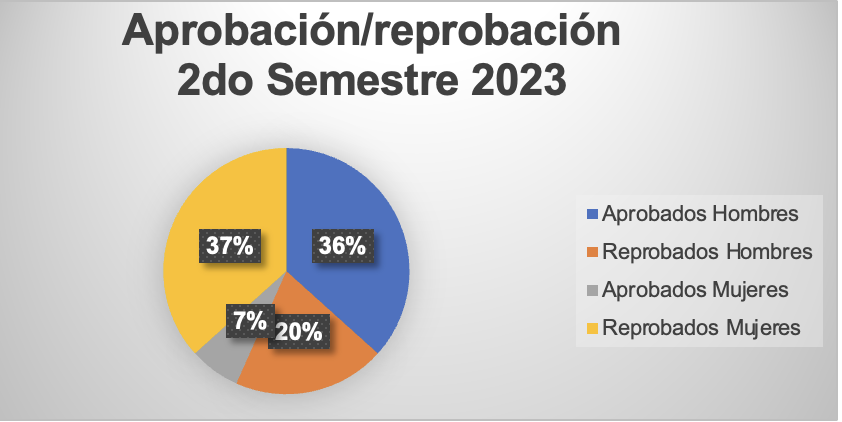 Aprobación/reprobación
2do Semestre 2023
37%
36%
7%
20%
Aprobados Hombres
Reprobados Hombres
Aprobados Mujeres
Reprobados Mujeres